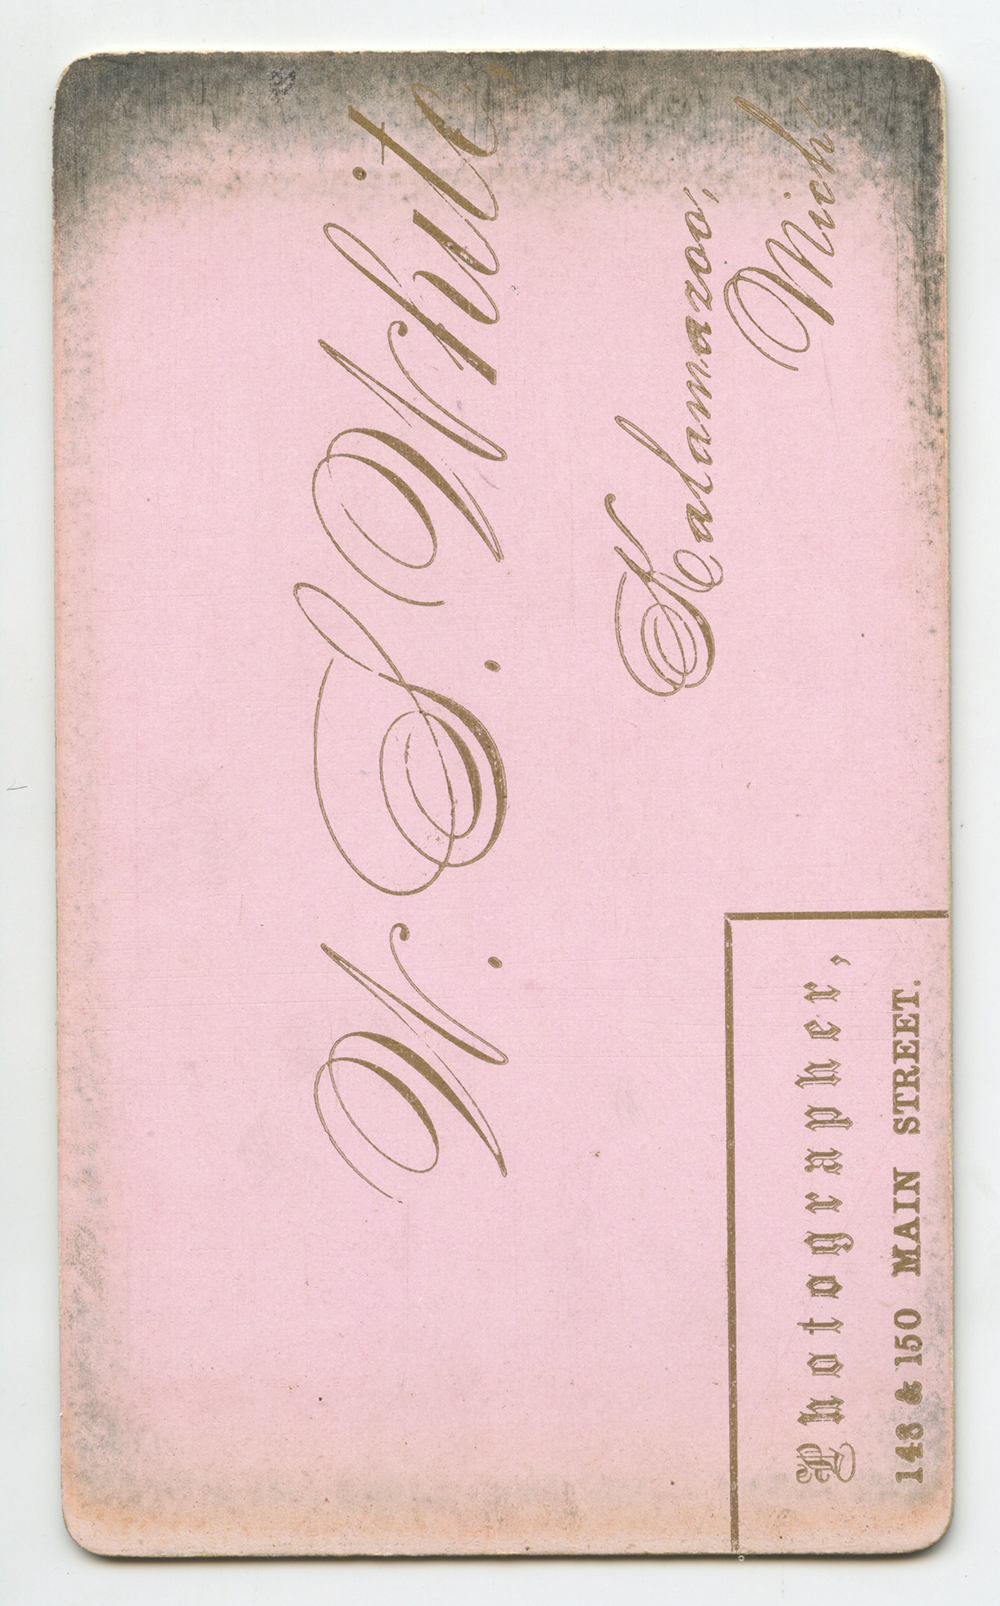 W. S. White,
Kalamazoo,
Mich.
Photographer,
148 & 150 MAIN STREET.